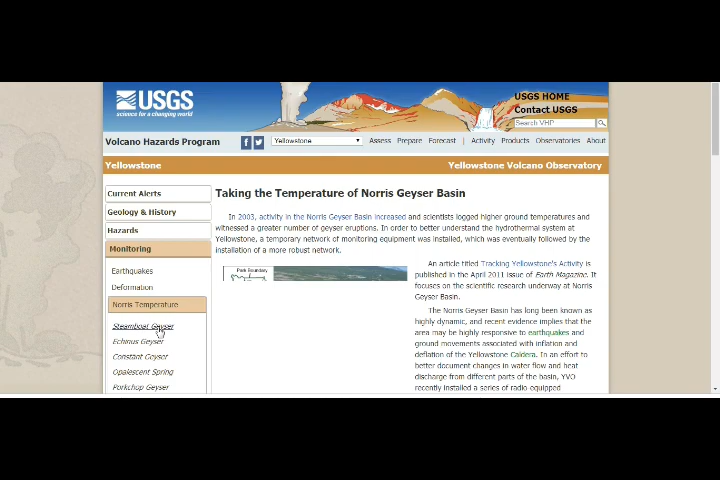 USGS
science for a changing world
USGS HOME
Contact USGS
Search VHP
Volcano Hazards Program
f
Yellowstone
Assess Prepare Forecast | Activity Products Observatories About
Yellowstone
Yellowstone Volcano Observatory
Current Alerts
Geology & History
Hazards
Monitoring
Earthquakes
Deformation
Norris Temperature
Steamboat Geyser
Echinus Geyser
Constant Geyser
Opalescent Spring
Porkchop Geyser
Taking the Temperature of Norris Geyser Basin
In 2003, activity in the Norris Geyser Basin increased and scientists logged higher ground temperatures and
witnessed a greater number of geyser eruptions. In order to better understand the hydrothermal system at
Yellowstone, a temporary network of monitoring equipment was installed, which was eventually followed by the
installation of a more robust network.
Park Boundary
An article titled Tracking Yellowstone's Activity is
published in the April 2011 issue of Earth Magazine. It
focuses on the scientific research underway at Norris
Geyser Basin.
The Norris Geyser Basin has long been known as
highly dynamic, and recent evidence implies that the
area may be highly responsive to earthquakes and
ground movements associated with inflation and
deflation of the Yellowstone Caldera. In an effort to
better document changes in water flow and heat
discharge from different parts of the basin, YVO
recently installed a series of radio equipped